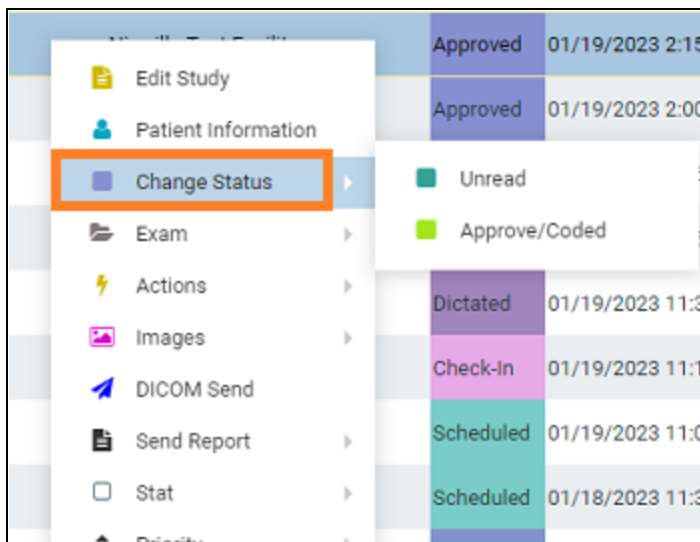 Approved 01/19/2023 2:15
Edit Study
Approved 01/19/2023 2:00
Patient Information
Change Status
Unread
Exam
Approve/Coded
Actions
Dictated 01/19/2023 11:3
Images
Check-In 01/19/2023 11:1
DICOM Send
Send Report
Scheduled 01/19/2023 11:0
Stat
Scheduled 01/18/2023 11:3
Priority